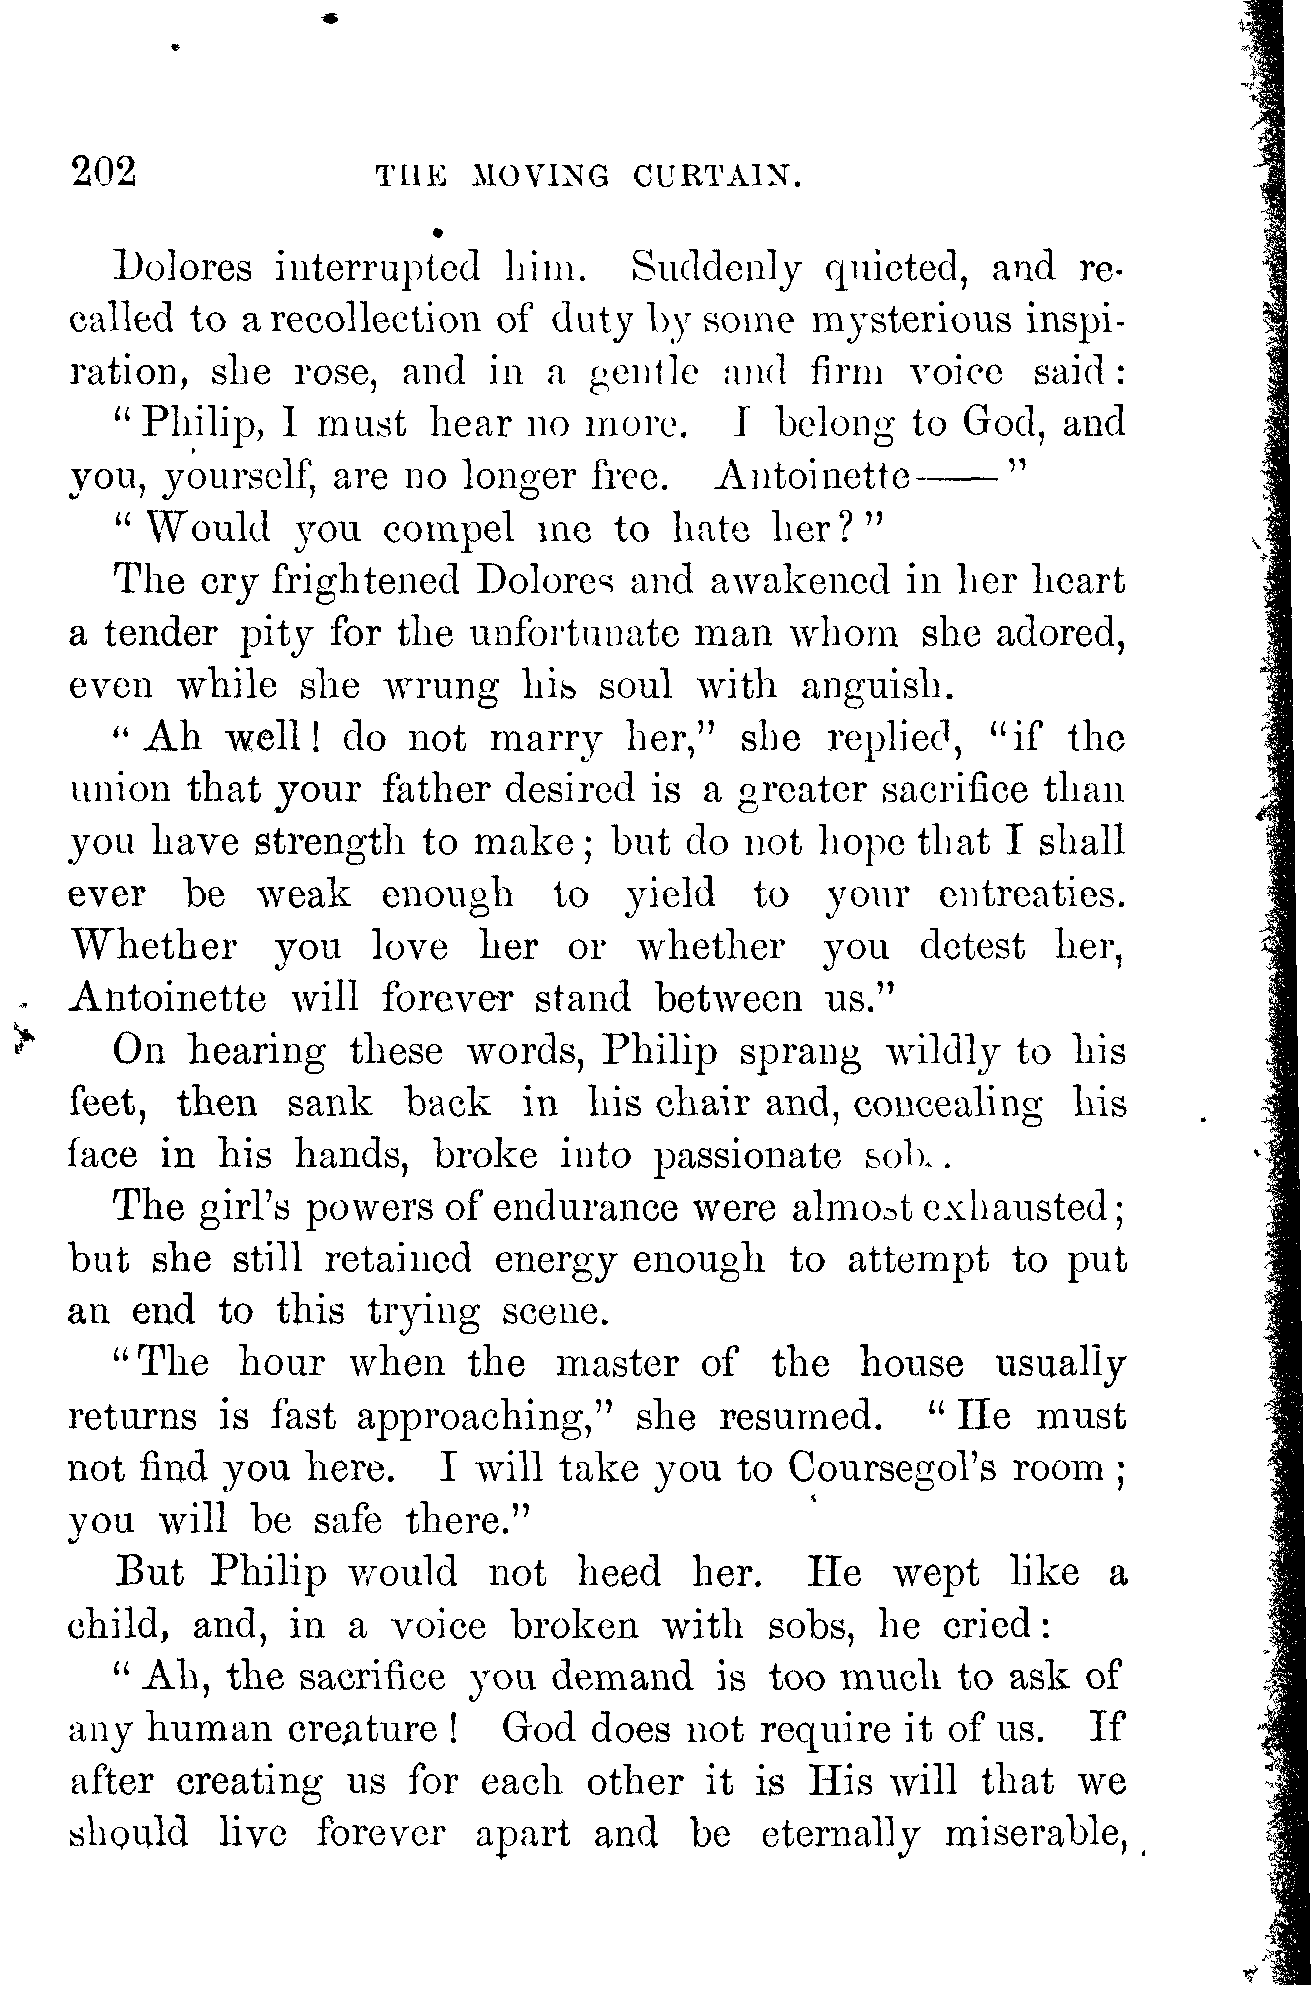 202 THE MOVING CURTAIN.
Dolores interrupted him. Suddenly quieted, and re-
called to a recollection of duty by some mysterious inspi-
ration, she rose, and in a gentle and firm voice said:
"Philip, I must hear no more. I belong to God, and
you, yourself, are no longer free. Antoinette——"
"Would you compel me to hate her?"
The cry frightened Dolores and awakened in her heart
a tender pity for the unfortunate man whom she adored,
even while she wrung his soul with anguish.
"Ah well! do not marry her," she replied, "if the
union that your father desired is a greater sacrifice than
you have strength to make; but do not hope that I shall
ever be weak enough to yield to your entreaties.
Whether you love her or whether you detest her,
Antoinette will forever stand between us."
On hearing these words, Philip sprang wildly to his
feet, then sank back in his chair and, concealing his
face in his hands, broke into passionate sobs.
The girl's powers of endurance were almost exhausted;
but she still retained energy enough to attempt to put
an end to this trying scene.
"The hour when the master of the house usually
returns is fast approaching," she resumed. "He must
not find you here. I will take you to Coursegol's room;
you will be safe there."
But Philip would not heed her. He wept like a
child, and, in a voice broken with sobs, he cried:
"Ah, the sacrifice you demand is too much to ask of
any human creature! God does not require it of us. If
after creating us for each other it is His will that we
should live forever apart and be eternally miserable,